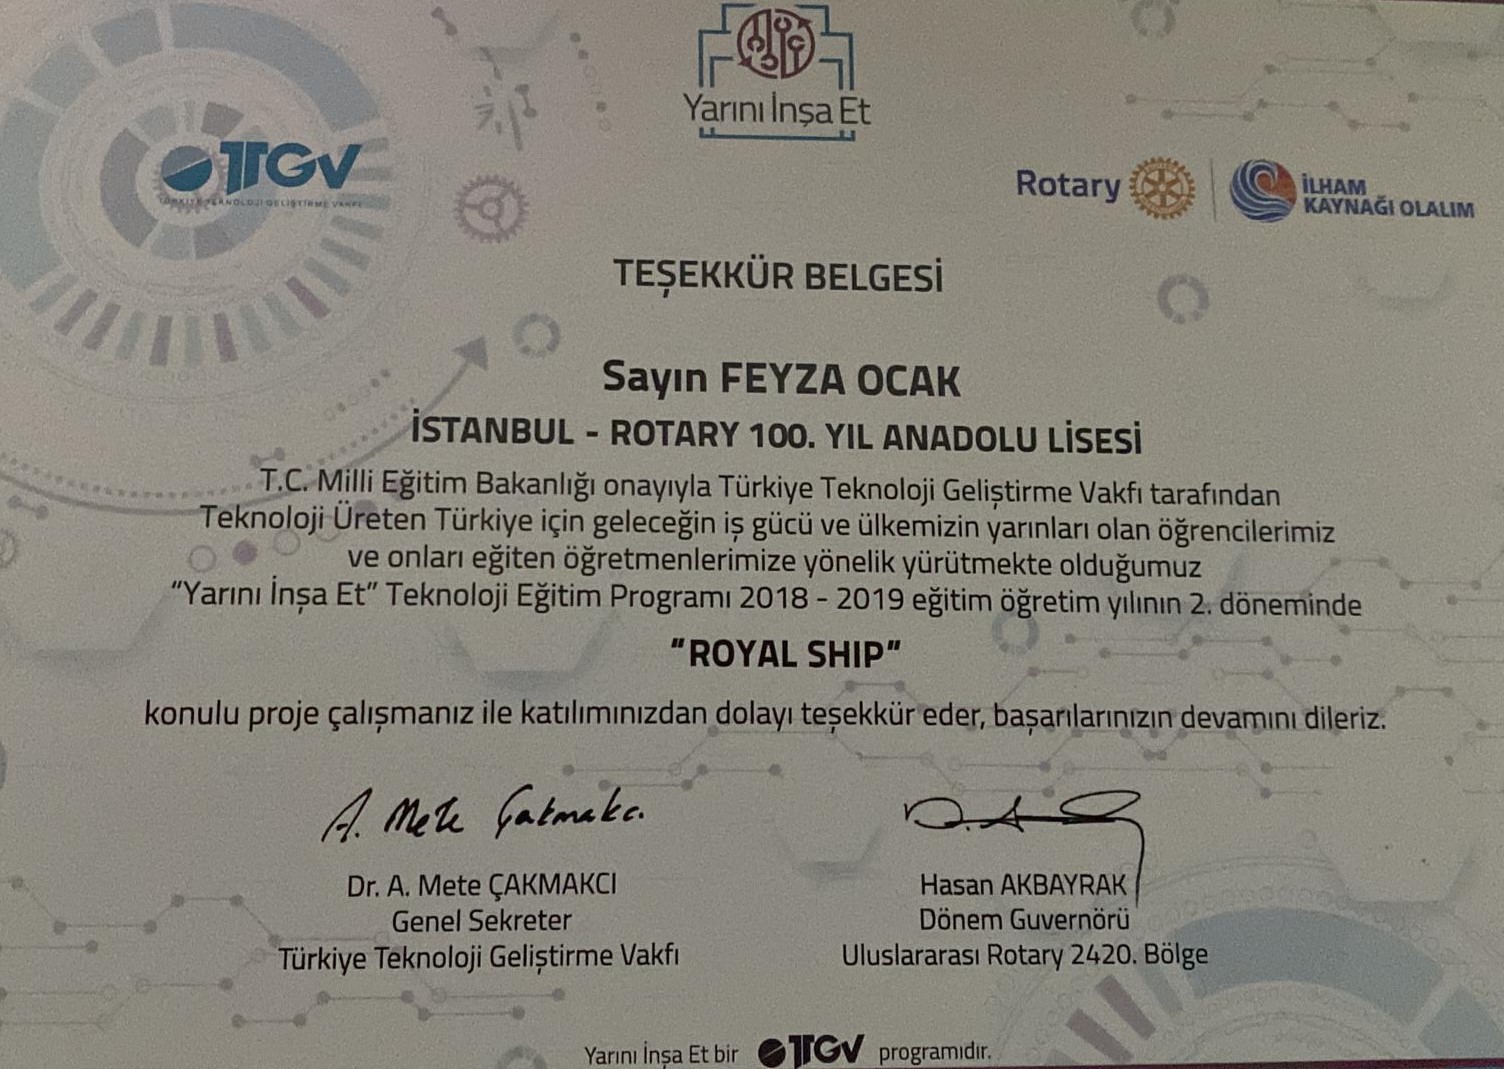 Yarını İnşa Et
TTGV
TÜRKİYE TEKNOLOJİ GELİŞTİRME VAKFI
Rotary
İLHAM
KAYNAĞI OLALIM
TEŞEKKÜR BELGESİ
Sayın FEYZA OCAK
İSTANBUL - ROTARY 100. YIL ANADOLU LİSESİ
T.C. Milli Eğitim Bakanlığı onayıyla Türkiye Teknoloji Geliştirme Vakfı tarafından
Teknoloji Üreten Türkiye için geleceğin iş gücü ve ülkemizin yarınları olan öğrencilerimiz
ve onları eğiten öğretmenlerimize yönelik yürütmekte olduğumuz
"Yarını İnşa Et" Teknoloji Eğitim Programı 2018 - 2019 eğitim öğretim yılının 2. döneminde
"ROYAL SHIP"
konulu proje çalışmanız ile katılımınızdan dolayı teşekkür eder, başarılarınızın devamını dileriz.
A. Mete Çakmakcı
Dr. A. Mete ÇAKMAKCI
Genel Sekreter
Türkiye Teknoloji Geliştirme Vakfı
Hasan AKBAYRAK
Dönem Guvernörü
Uluslararası Rotary 2420. Bölge
Yarını İnşa Et bir TTGV programıdır.